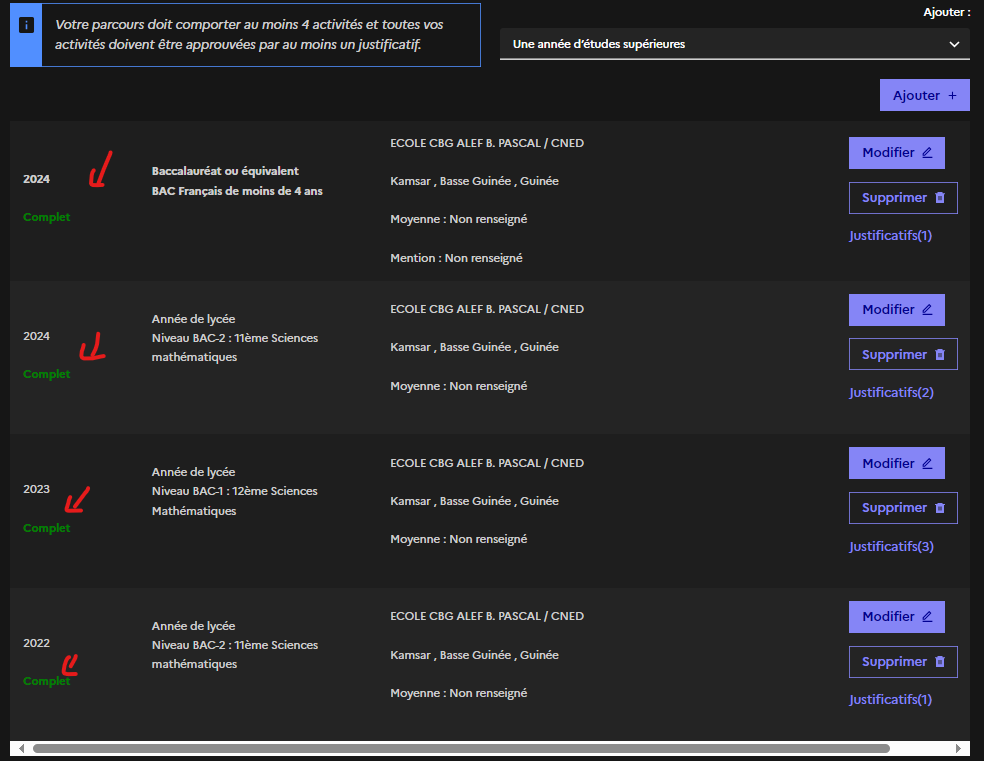 Votre parcours doit comporter au moins 4 activités et toutes vos
activités doivent être approuvées par au moins un justificatif.
Ajouter :
Une année d'études supérieures
Ajouter +
2024
Complet
Baccalauréat ou équivalent
BAC Français de moins de 4 ans
ECOLE CBG ALEF B. PASCAL / CNED
Kamsar , Basse Guinée , Guinée
Moyenne : Non renseigné
Mention : Non renseigné
Modifier
Supprimer
Justificatifs(1)
2024
Complet
Année de lycée
Niveau BAC-2 : 11ème Sciences
mathématiques
ECOLE CBG ALEF B. PASCAL / CNED
Kamsar , Basse Guinée , Guinée
Moyenne : Non renseigné
Modifier
Supprimer
Justificatifs(2)
2023
Complet
Année de lycée
Niveau BAC-1 : 12ème Sciences
Mathématiques
ECOLE CBG ALEF B. PASCAL / CNED
Kamsar , Basse Guinée , Guinée
Moyenne : Non renseigné
Modifier
Supprimer
Justificatifs(3)
2022
Complet
Année de lycée
Niveau BAC-2 : 11ème Sciences
mathématiques
ECOLE CBG ALEF B. PASCAL / CNED
Kamsar , Basse Guinée , Guinée
Moyenne : Non renseigné
Modifier
Supprimer
Justificatifs(1)